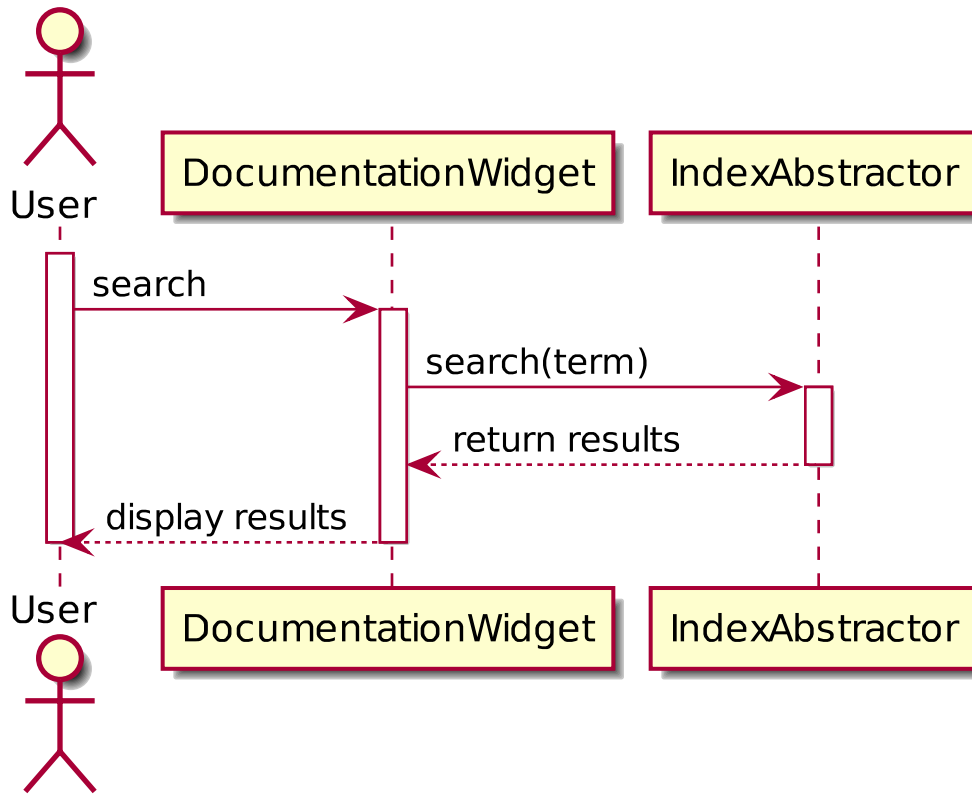 User
DocumentationWidget
IndexAbstractor
search
search(term)
return results
display results
User
DocumentationWidget
IndexAbstractor